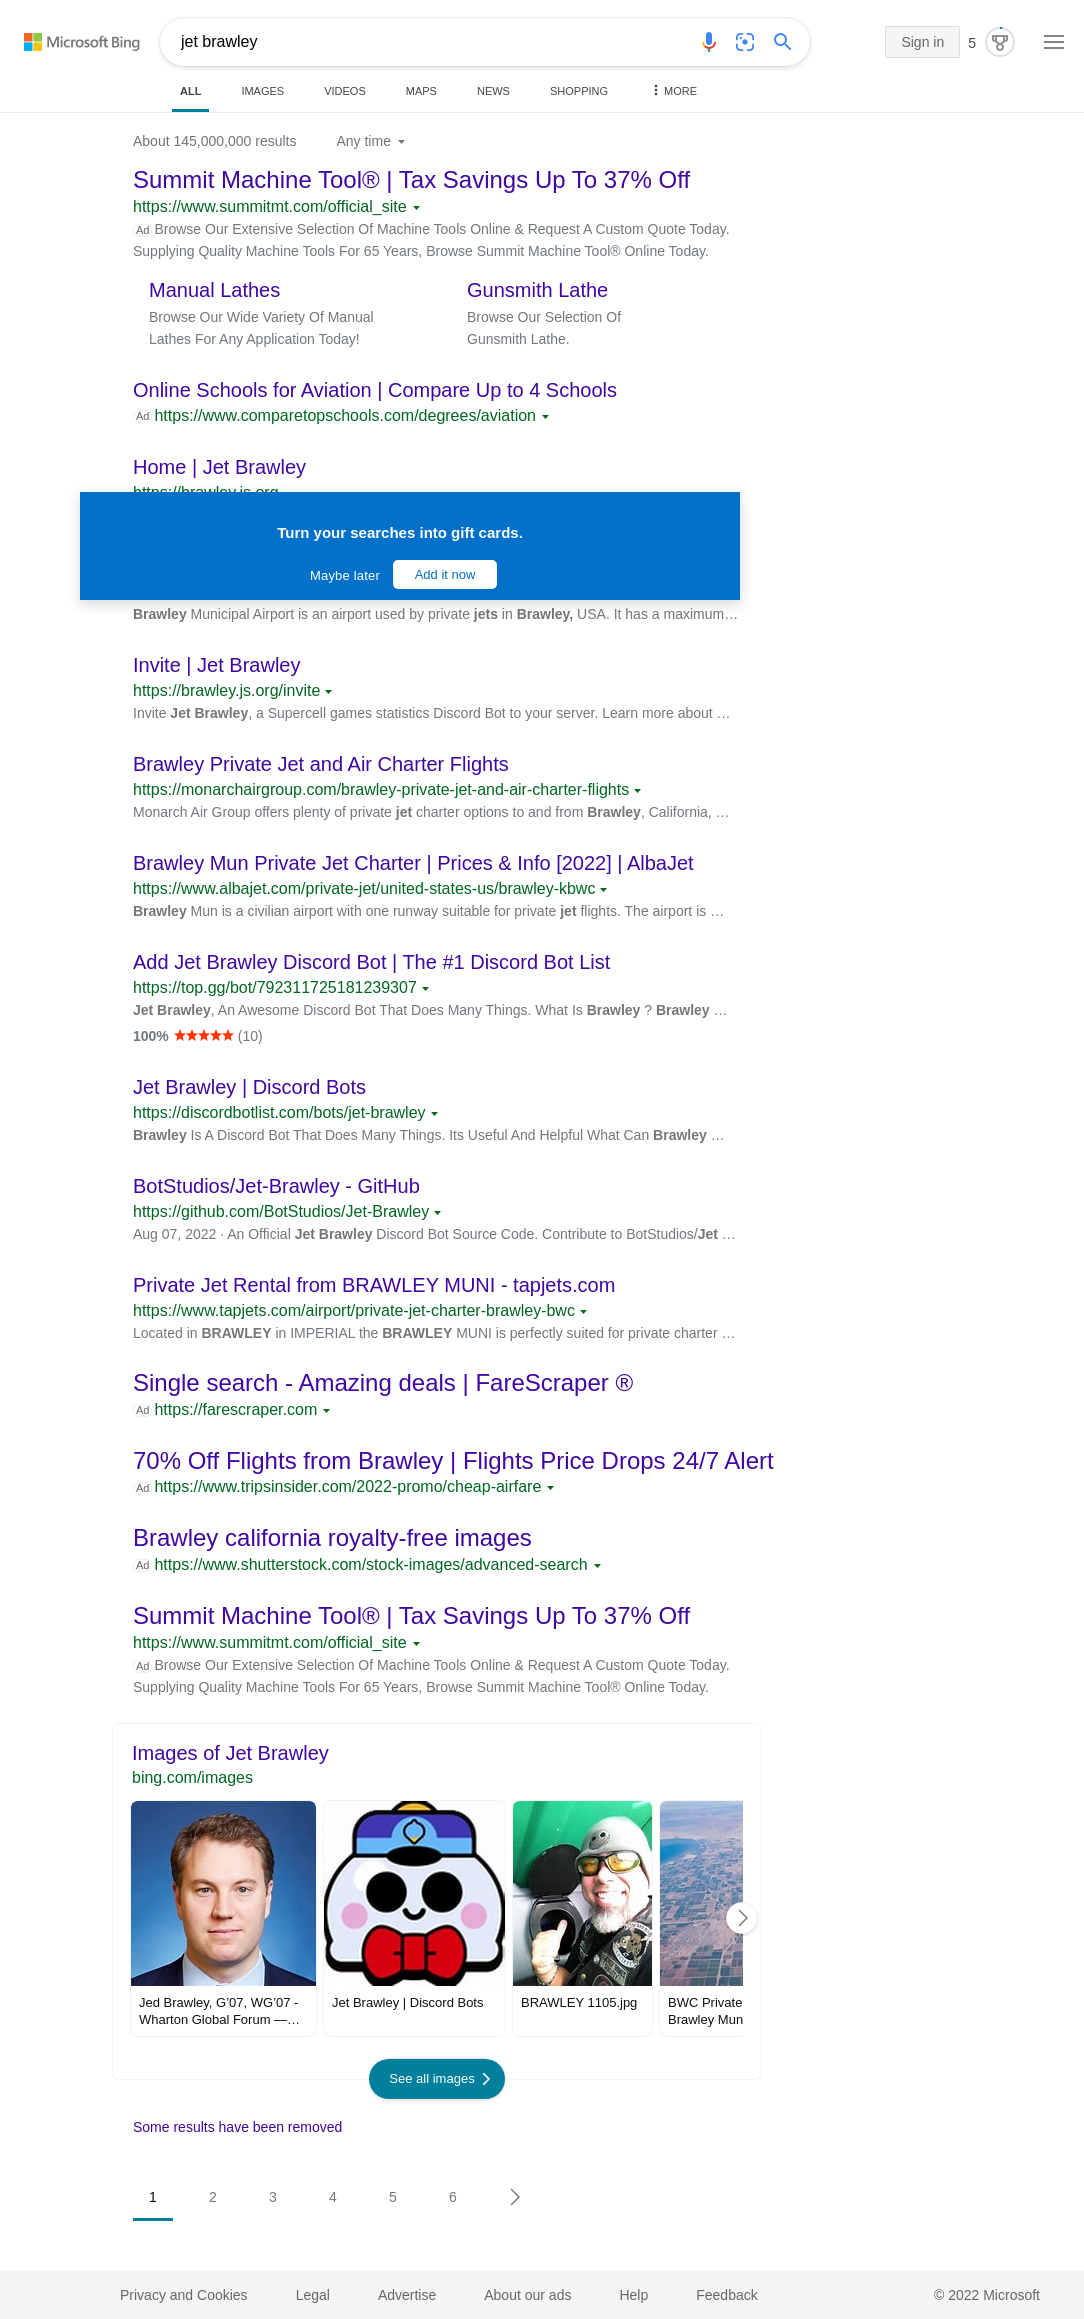 Microsoft Bing
jet brawley
Sign in
5
ALL
IMAGES
VIDEOS
MAPS
NEWS
SHOPPING
MORE
About 145,000,000 results
Any time
Summit Machine Tool® | Tax Savings Up To 37% Off
https://www.summitmt.com/official_site
Ad Browse Our Extensive Selection Of Machine Tools Online & Request A Custom Quote Today.
Supplying Quality Machine Tools For 65 Years, Browse Summit Machine Tool® Online Today.
Manual Lathes
Browse Our Wide Variety Of Manual
Lathes For Any Application Today!
Gunsmith Lathe
Browse Our Selection Of
Gunsmith Lathe.
Online Schools for Aviation | Compare Up to 4 Schools
Ad https://www.comparetopschools.com/degrees/aviation
Home | Jet Brawley
https://brawley.js.org
Turn your searches into gift cards.
Maybe later
Add it now
Brawley Municipal Airport is an airport used by private jets in Brawley, USA. It has a maximum…
Invite | Jet Brawley
https://brawley.js.org/invite
Invite Jet Brawley, a Supercell games statistics Discord Bot to your server. Learn more about …
Brawley Private Jet and Air Charter Flights
https://monarchairgroup.com/brawley-private-jet-and-air-charter-flights
Monarch Air Group offers plenty of private jet charter options to and from Brawley, California, …
Brawley Mun Private Jet Charter | Prices & Info [2022] | AlbaJet
https://www.albajet.com/private-jet/united-states-us/brawley-kbwc
Brawley Mun is a civilian airport with one runway suitable for private jet flights. The airport is …
Add Jet Brawley Discord Bot | The #1 Discord Bot List
https://top.gg/bot/792311725181239307
Jet Brawley, An Awesome Discord Bot That Does Many Things. What Is Brawley ? Brawley …
100% ★★★★★ (10)
Jet Brawley | Discord Bots
https://discordbotlist.com/bots/jet-brawley
Brawley Is A Discord Bot That Does Many Things. Its Useful And Helpful What Can Brawley …
BotStudios/Jet-Brawley - GitHub
https://github.com/BotStudios/Jet-Brawley
Aug 07, 2022 · An Official Jet Brawley Discord Bot Source Code. Contribute to BotStudios/Jet …
Private Jet Rental from BRAWLEY MUNI - tapjets.com
https://www.tapjets.com/airport/private-jet-charter-brawley-bwc
Located in BRAWLEY in IMPERIAL the BRAWLEY MUNI is perfectly suited for private charter …
Single search - Amazing deals | FareScraper ®
Ad https://farescraper.com
70% Off Flights from Brawley | Flights Price Drops 24/7 Alert
Ad https://www.tripsinsider.com/2022-promo/cheap-airfare
Brawley california royalty-free images
Ad https://www.shutterstock.com/stock-images/advanced-search
Summit Machine Tool® | Tax Savings Up To 37% Off
https://www.summitmt.com/official_site
Ad Browse Our Extensive Selection Of Machine Tools Online & Request A Custom Quote Today.
Supplying Quality Machine Tools For 65 Years, Browse Summit Machine Tool® Online Today.
Images of Jet Brawley
bing.com/images
Jed Brawley, G’07, WG’07 -
Wharton Global Forum —…
Jet Brawley | Discord Bots
BRAWLEY 1105.jpg
BWC Private
Brawley Mun
See all images
Some results have been removed
1
2
3
4
5
6
Privacy and Cookies
Legal
Advertise
About our ads
Help
Feedback
© 2022 Microsoft